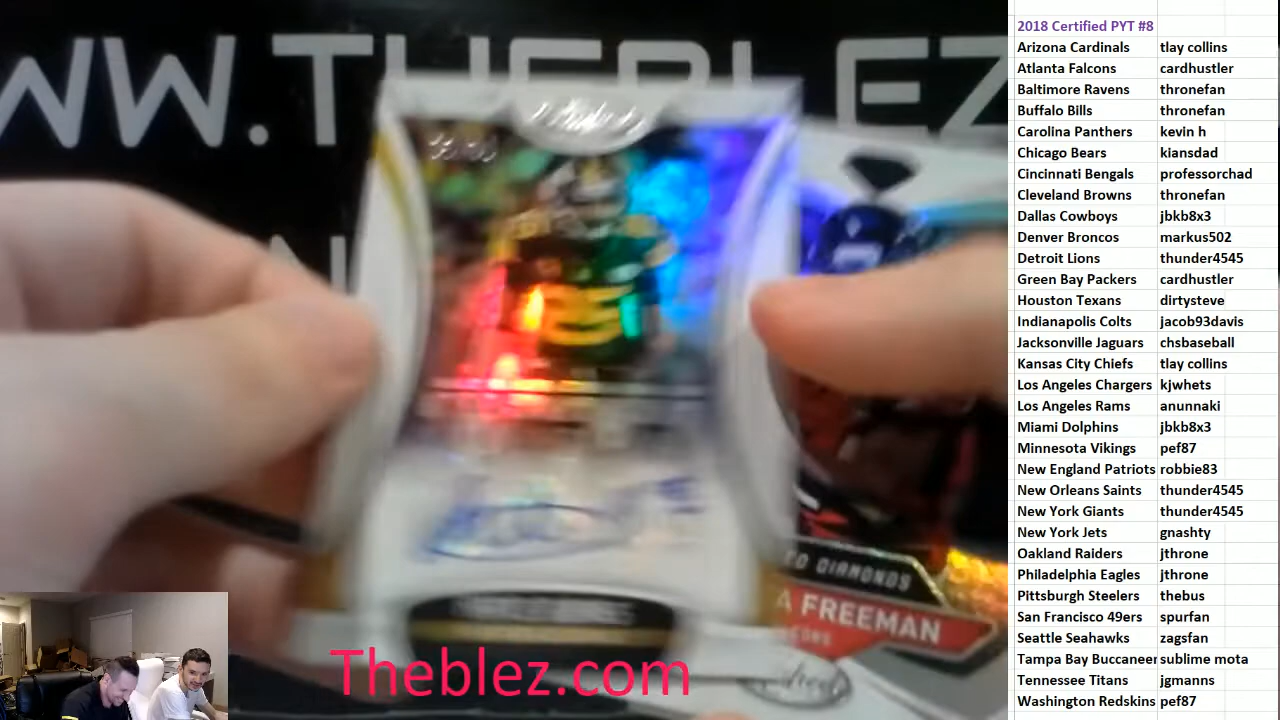 WWW.THEBLEZ
25
ED DIAMONDS
A FREEMAN
Theblez.com
2018 Certified PYT #8
Arizona Cardinals tlay collins
Atlanta Falcons cardhustler
Baltimore Ravens thronefan
Buffalo Bills thronefan
Carolina Panthers kevin h
Chicago Bears kiansdad
Cincinnati Bengals professorchad
Cleveland Browns thronefan
Dallas Cowboys jbkb8x3
Denver Broncos markus502
Detroit Lions thunder4545
Green Bay Packers cardhustler
Houston Texans dirtysteve
Indianapolis Colts jacob93davis
Jacksonville Jaguars chsbaseball
Kansas City Chiefs tlay collins
Los Angeles Chargers kjwhets
Los Angeles Rams anunnaki
Miami Dolphins jbkb8x3
Minnesota Vikings pef87
New England Patriots robbie83
New Orleans Saints thunder4545
New York Giants thunder4545
New York Jets gnashty
Oakland Raiders jthrone
Philadelphia Eagles jthrone
Pittsburgh Steelers thebus
San Francisco 49ers spurfan
Seattle Seahawks zagsfan
Tampa Bay Buccaneer sublime mota
Tennessee Titans jgmanns
Washington Redskins pef87